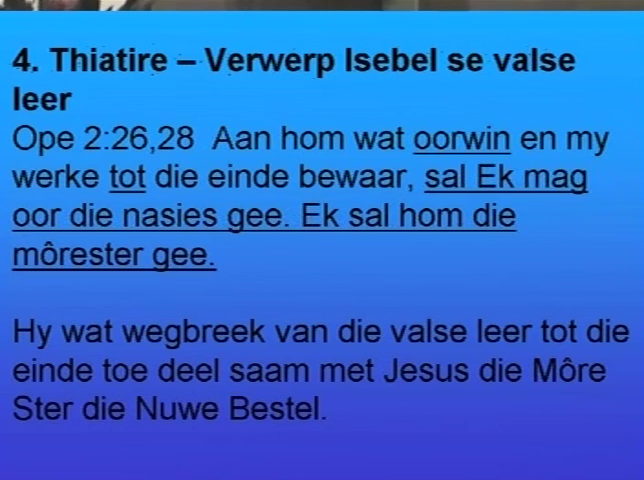 4. Thiatire – Verwerp Isebel se valse
leer
Ope 2:26,28 Aan hom wat oorwin en my
werke tot die einde bewaar, sal Ek mag
oor die nasies gee. Ek sal hom die
môrester gee.
Hy wat wegbreek van die valse leer tot die
einde toe deel saam met Jesus die Môre
Ster die Nuwe Bestel.